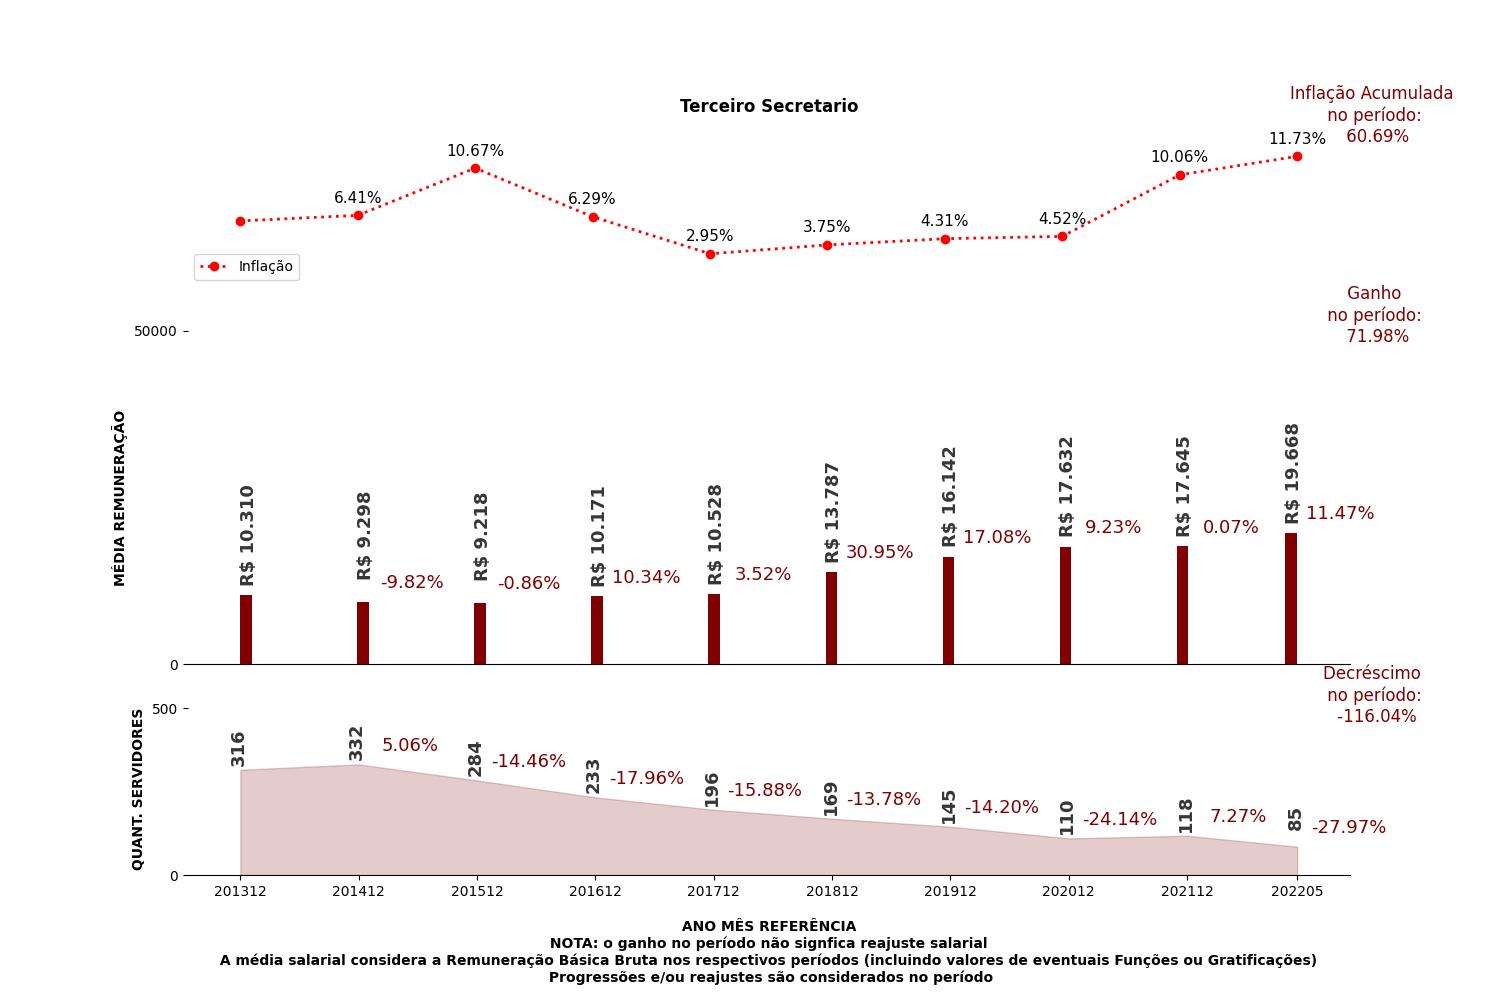 Terceiro Secretario
Inflação Acumulada
no período:
60.69%
6.41%
10.67%
6.29%
2.95%
3.75%
4.31%
4.52%
10.06%
11.73%
Inflação
Ganho
no período:
71.98%
MÉDIA REMUNERAÇÃO
50000
0
R$ 10.310
R$ 9.298
-9.82%
R$ 9.218
-0.86%
R$ 10.171
10.34%
R$ 10.528
3.52%
R$ 13.787
30.95%
R$ 16.142
17.08%
R$ 17.632
9.23%
R$ 17.645
0.07%
R$ 19.668
11.47%
Decréscimo
no período:
-116.04%
QUANT. SERVIDORES
500
0
316
332
5.06%
284
-14.46%
233
-17.96%
196
-15.88%
169
-13.78%
145
-14.20%
110
-24.14%
118
7.27%
85
-27.97%
201312
201412
201512
201612
201712
201812
201912
202012
202112
202205
ANO MÊS REFERÊNCIA
NOTA: o ganho no período não signfica reajuste salarial
A média salarial considera a Remuneração Básica Bruta nos respectivos períodos (incluindo valores de eventuais Funções ou Gratificações)
Progressões e/ou reajustes são considerados no período